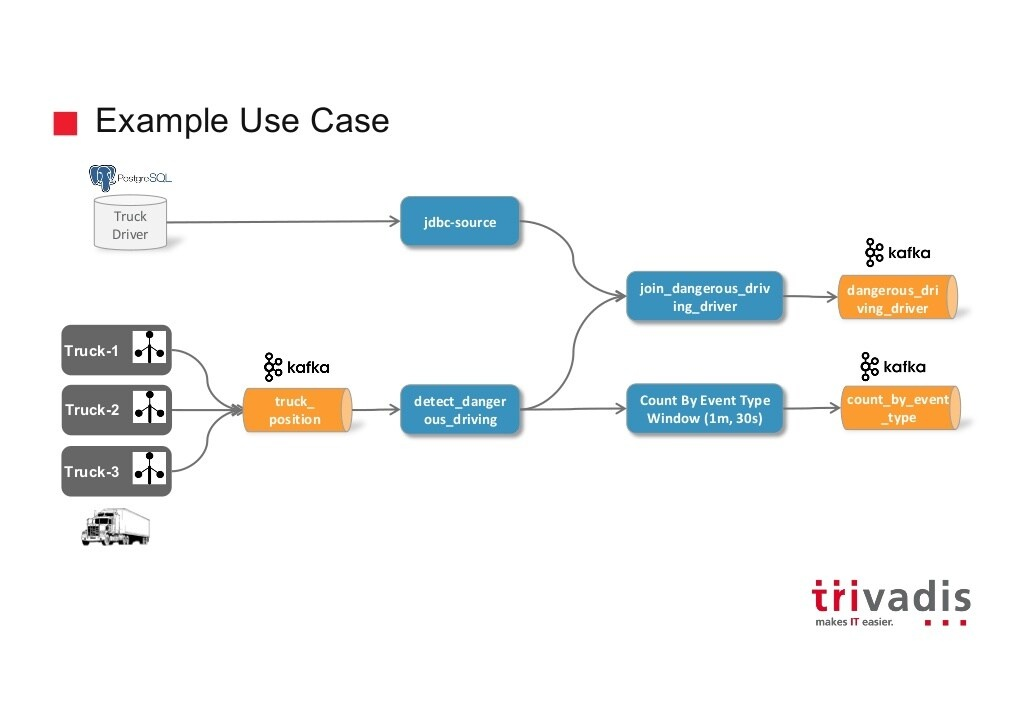 Example Use Case
PostgreSQL
Truck
Driver
jdbc-source
join_dangerous_driv
ing_driver
kafka
dangerous_dri
ving_driver
Truck-1
Truck-2
Truck-3
kafka
truck_
position
detect_danger
ous_driving
Count By Event Type
Window (1m, 30s)
kafka
count_by_event
_type
trivadis
makes IT easier.